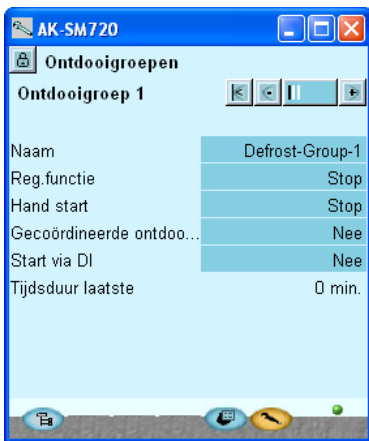 AK-SM720
Ontdooigroepen
Ontdooigroep 1
Naam Defrost-Group-1
Reg.functie Stop
Hand start Stop
Gecoördineerde ontdoo... Nee
Start via DI Nee
Tijdsduur laatste 0 min.